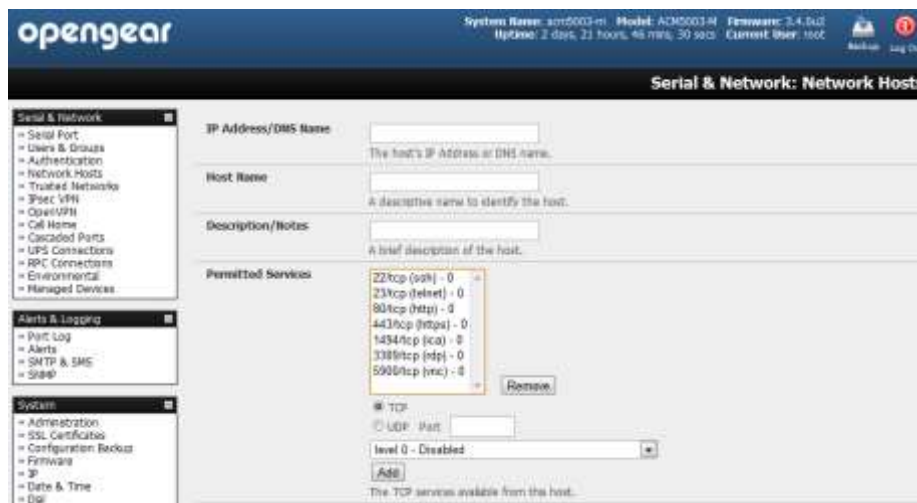 opengear
System Name: acm5003-m Model: ACM5003-M Firmware: 3.4.0u2
Uptime: 2 days, 21 hours, 46 mins, 30 secs Current User: root
Backup Log O
Serial & Network: Network Host
Serial & Network
Serial Port
Users & Groups
Authentication
Network Hosts
Trusted Networks
IPsec VPN
OpenVPN
Call Home
Cascaded Ports
UPS Connections
RPC Connections
Environmental
Managed Devices
Alerts & Logging
Port Log
Alerts
SMTP & SMS
SNMP
System
Administration
SSL Certificates
Configuration Backup
Firmware
IP
Date & Time
Dial
IP Address/DNS Name
The host's IP Address or DNS name.
Host Name
A descriptive name to identify the host.
Description/Notes
A brief description of the host.
Permitted Services
22/tcp (ssh) - 0
23/tcp (telnet) - 0
80/tcp (http) - 0
443/tcp (https) - 0
1494/tcp (ica) - 0
3389/tcp (rdp) - 0
5900/tcp (vnc) - 0
Remove
TCP
UDP Port
level 0 - Disabled
Add
The TCP services available from this host.